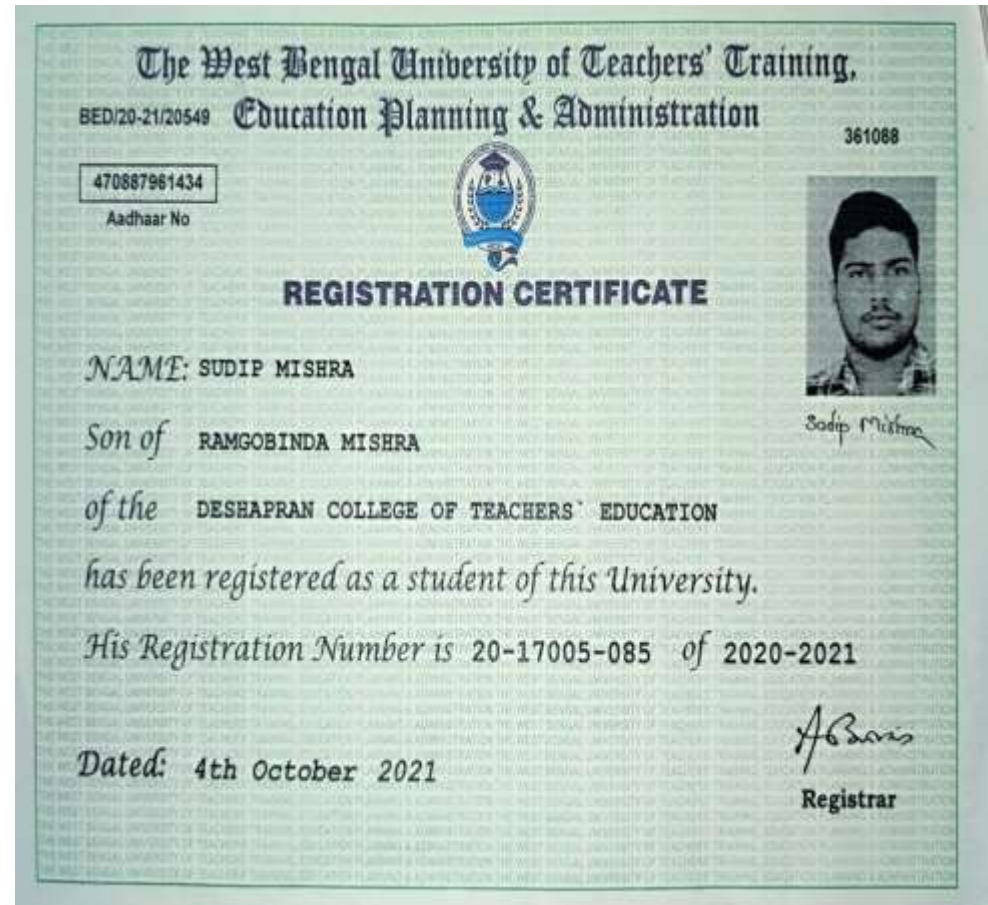 The West Bengal University of Teachers' Training,
BED/20-21/20549 Education Planning & Administration
361088
470887961434
Aadhaar No
REGISTRATION CERTIFICATE
NAME: SUDIP MISHRA
Sudip Mishra
Son of RAMGOBINDA MISHRA
of the DESHAPRAN COLLEGE OF TEACHERS` EDUCATION
has been registered as a student of this University.
His Registration Number is 20-17005-085 of 2020-2021
Dated: 4th October 2021
Registrar